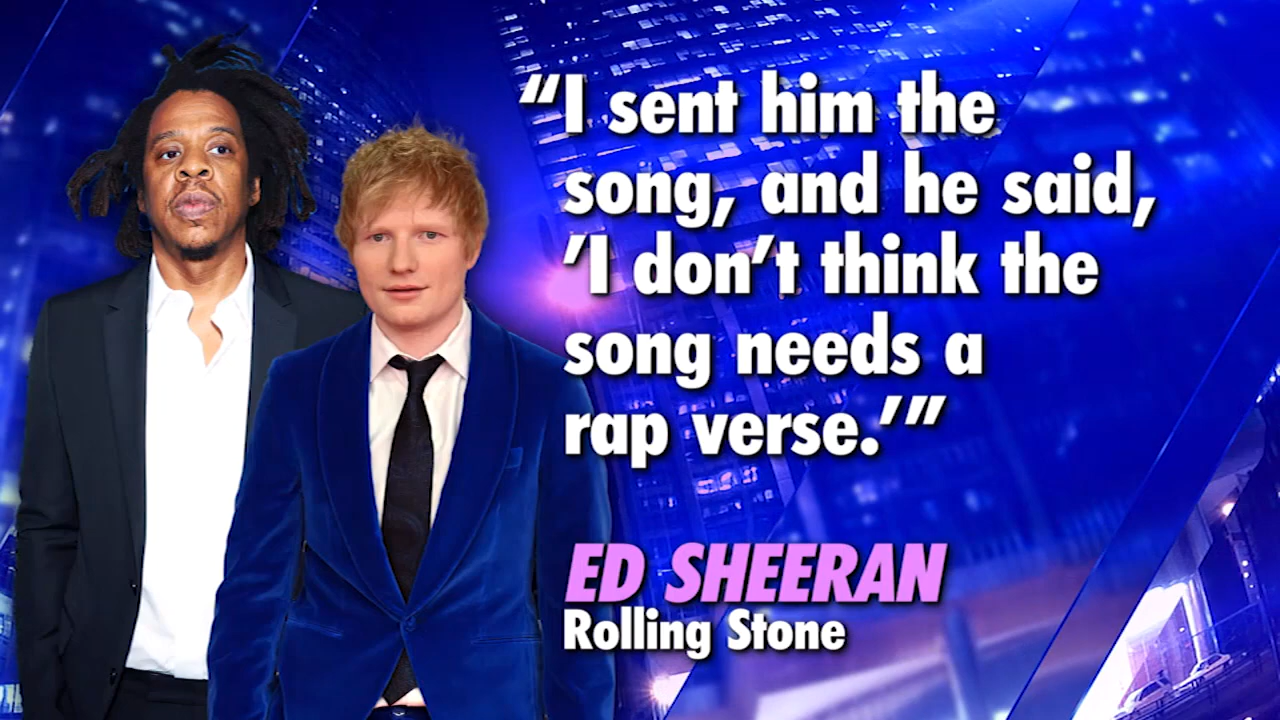 “I sent him the
song, and he said,
’I don’t think the
song needs a
rap verse.’”
ED SHEERAN
Rolling Stone